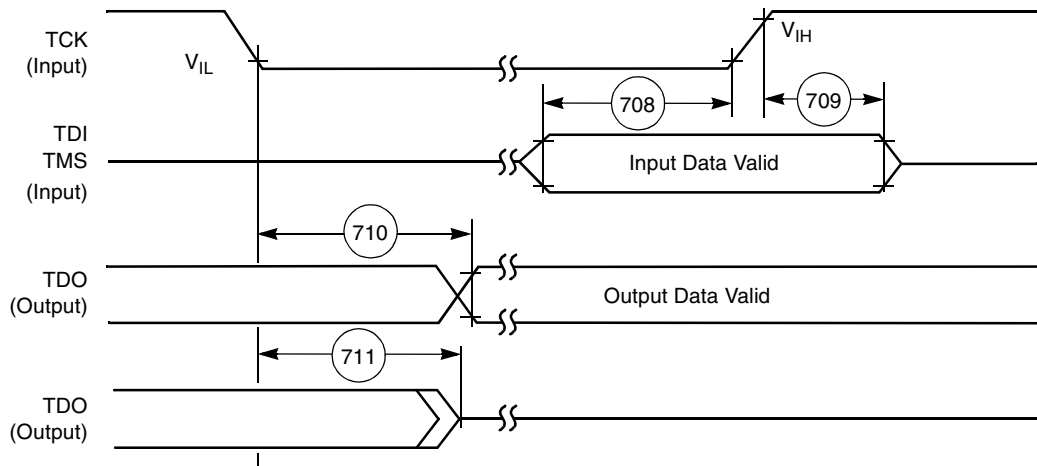 TCK
(Input)
V_IL
V_IH
708
709
TDI
TMS
(Input)
Input Data Valid
710
TDO
(Output)
Output Data Valid
711
TDO
(Output)